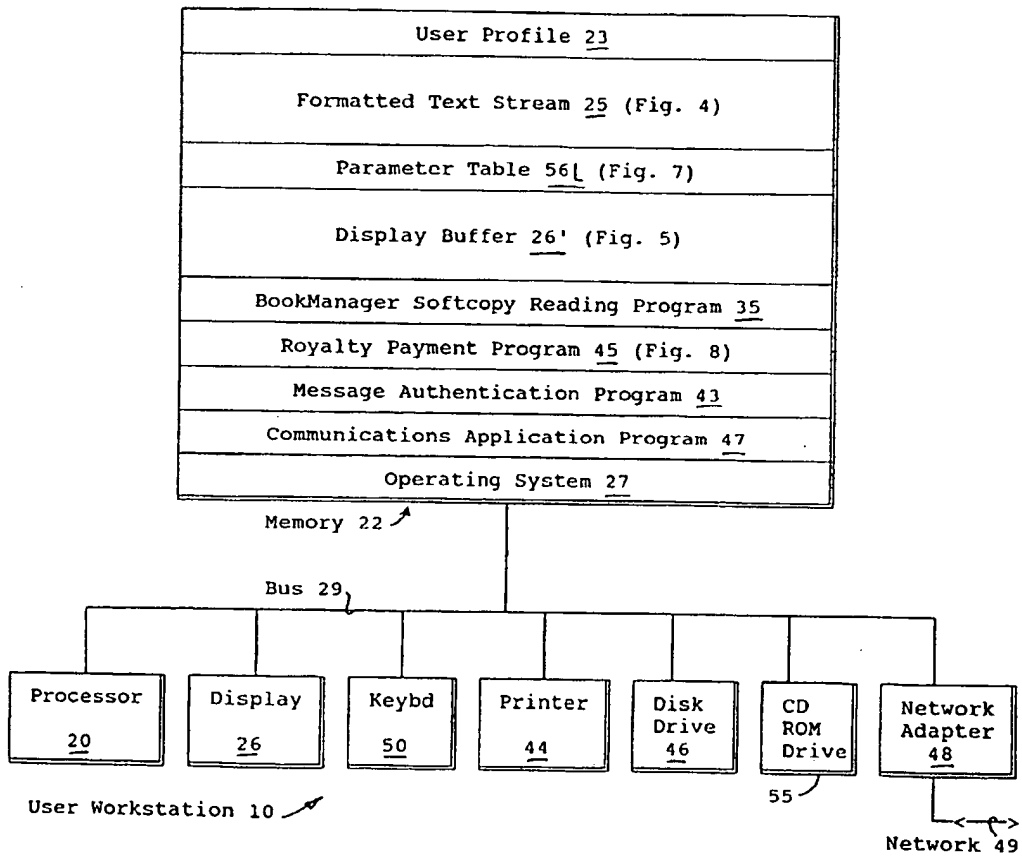 User Profile 23
Formatted Text Stream 25 (Fig. 4)
Parameter Table 56L (Fig. 7)
Display Buffer 26' (Fig. 5)
BookManager Softcopy Reading Program 35
Royalty Payment Program 45 (Fig. 8)
Message Authentication Program 43
Communications Application Program 47
Operating System 27
Memory 22
Bus 29
Processor
20
Display
26
Keybd
50
Printer
44
Disk
Drive
46
CD
ROM
Drive
55
Network
Adapter
48
User Workstation 10
Network 49